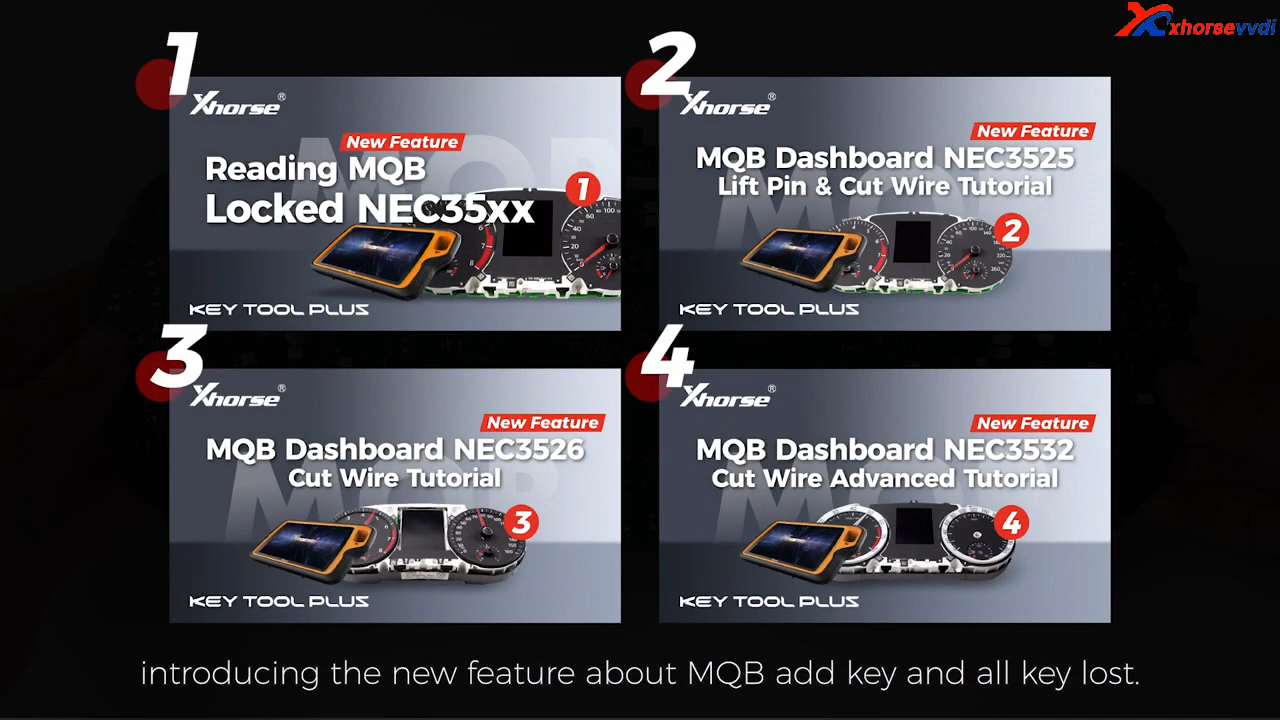 xhorsevvdi
1
Xhorse®
New Feature
Reading MQB
Locked NEC35xx
1
KEY TOOL PLUS
2
Xhorse®
New Feature
MQB Dashboard NEC3525
Lift Pin & Cut Wire Tutorial
2
KEY TOOL PLUS
3
Xhorse®
New Feature
MQB Dashboard NEC3526
Cut Wire Tutorial
3
KEY TOOL PLUS
4
Xhorse®
New Feature
MQB Dashboard NEC3532
Cut Wire Advanced Tutorial
4
KEY TOOL PLUS
introducing the new feature about MQB add key and all key lost.